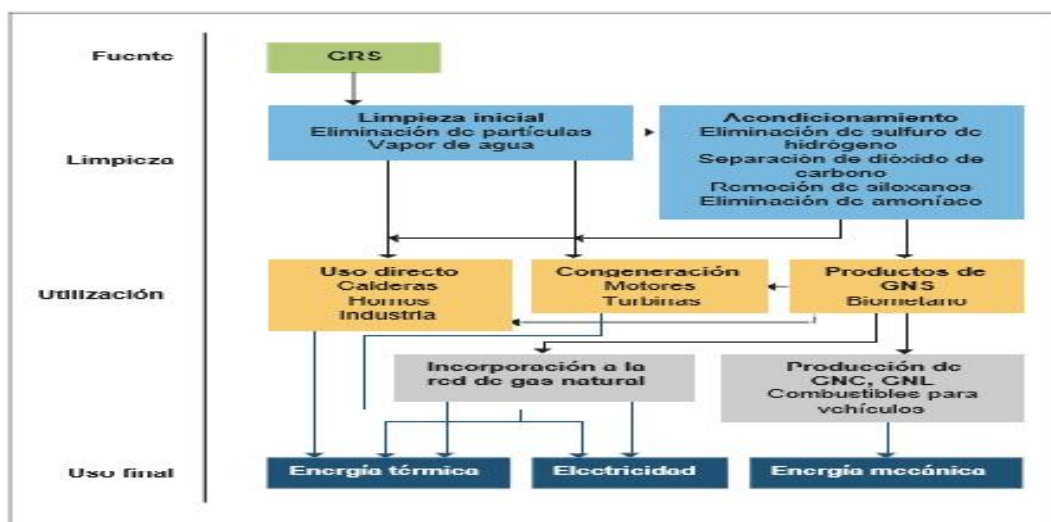 Fuente
GRS
Limpieza inicial
Eliminación de partículas
Vapor de agua
Acondicionamiento
Eliminación de sulfuro de
hidrógeno
Separación de dióxido de
carbono
Remoción de siloxanos
Eliminación de amoníaco
Limpieza
Uso directo
Calderas
Hornos
Industria
Congeneración
Motores
Turbinas
Productos de
GNS
Biometano
Utilización
Incorporación a la
red de gas natural
Producción de
GNC, GNL
Combustibles para
vehículos
Uso final
Energía térmica
Electricidad
Energía mecánica